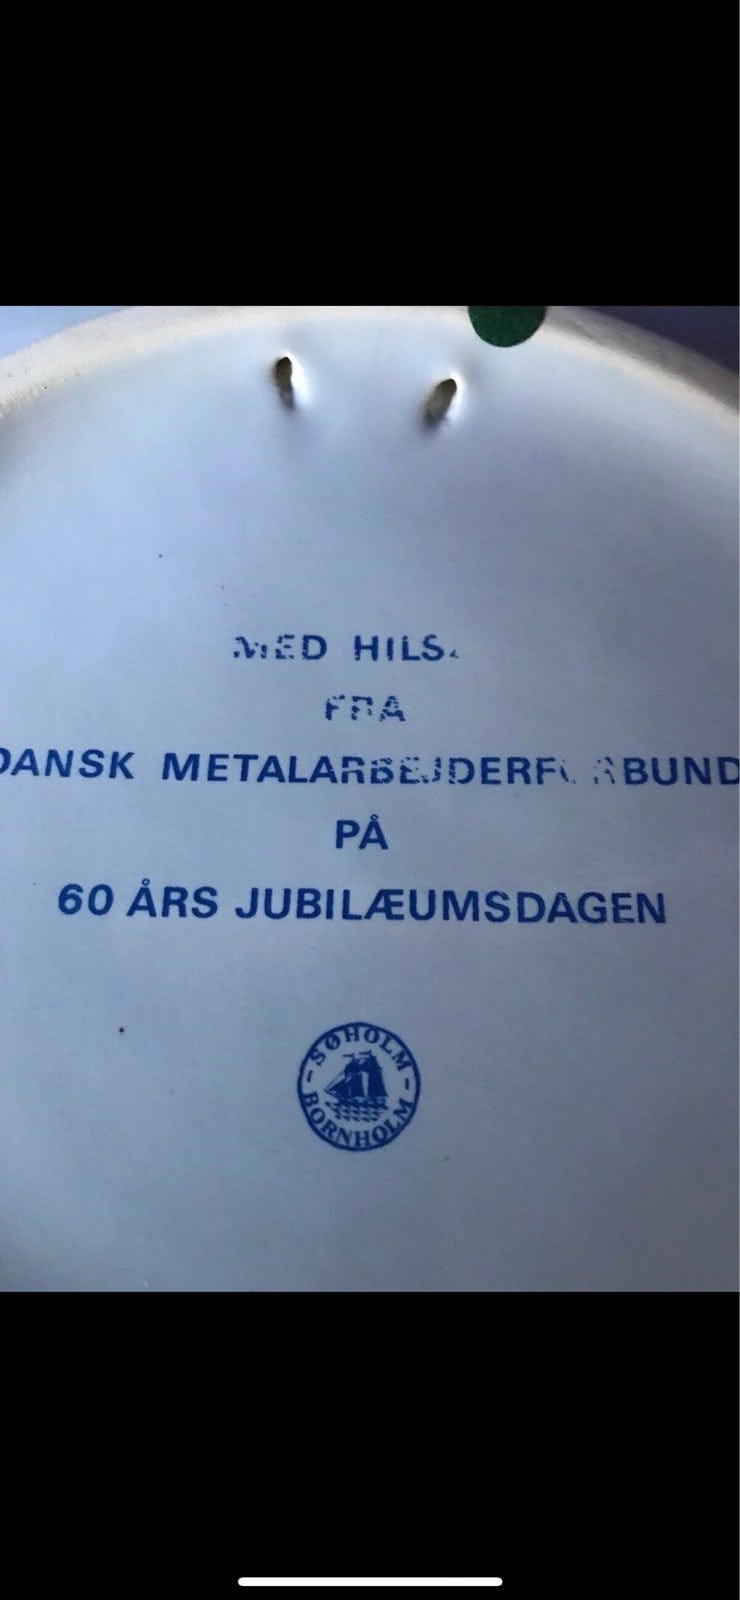 MED HILS
FRA
DANSK METALARBEJDERFORBUND
PÅ
60 ÅRS JUBILÆUMSDAGEN
SØHOLM
BORNHOLM